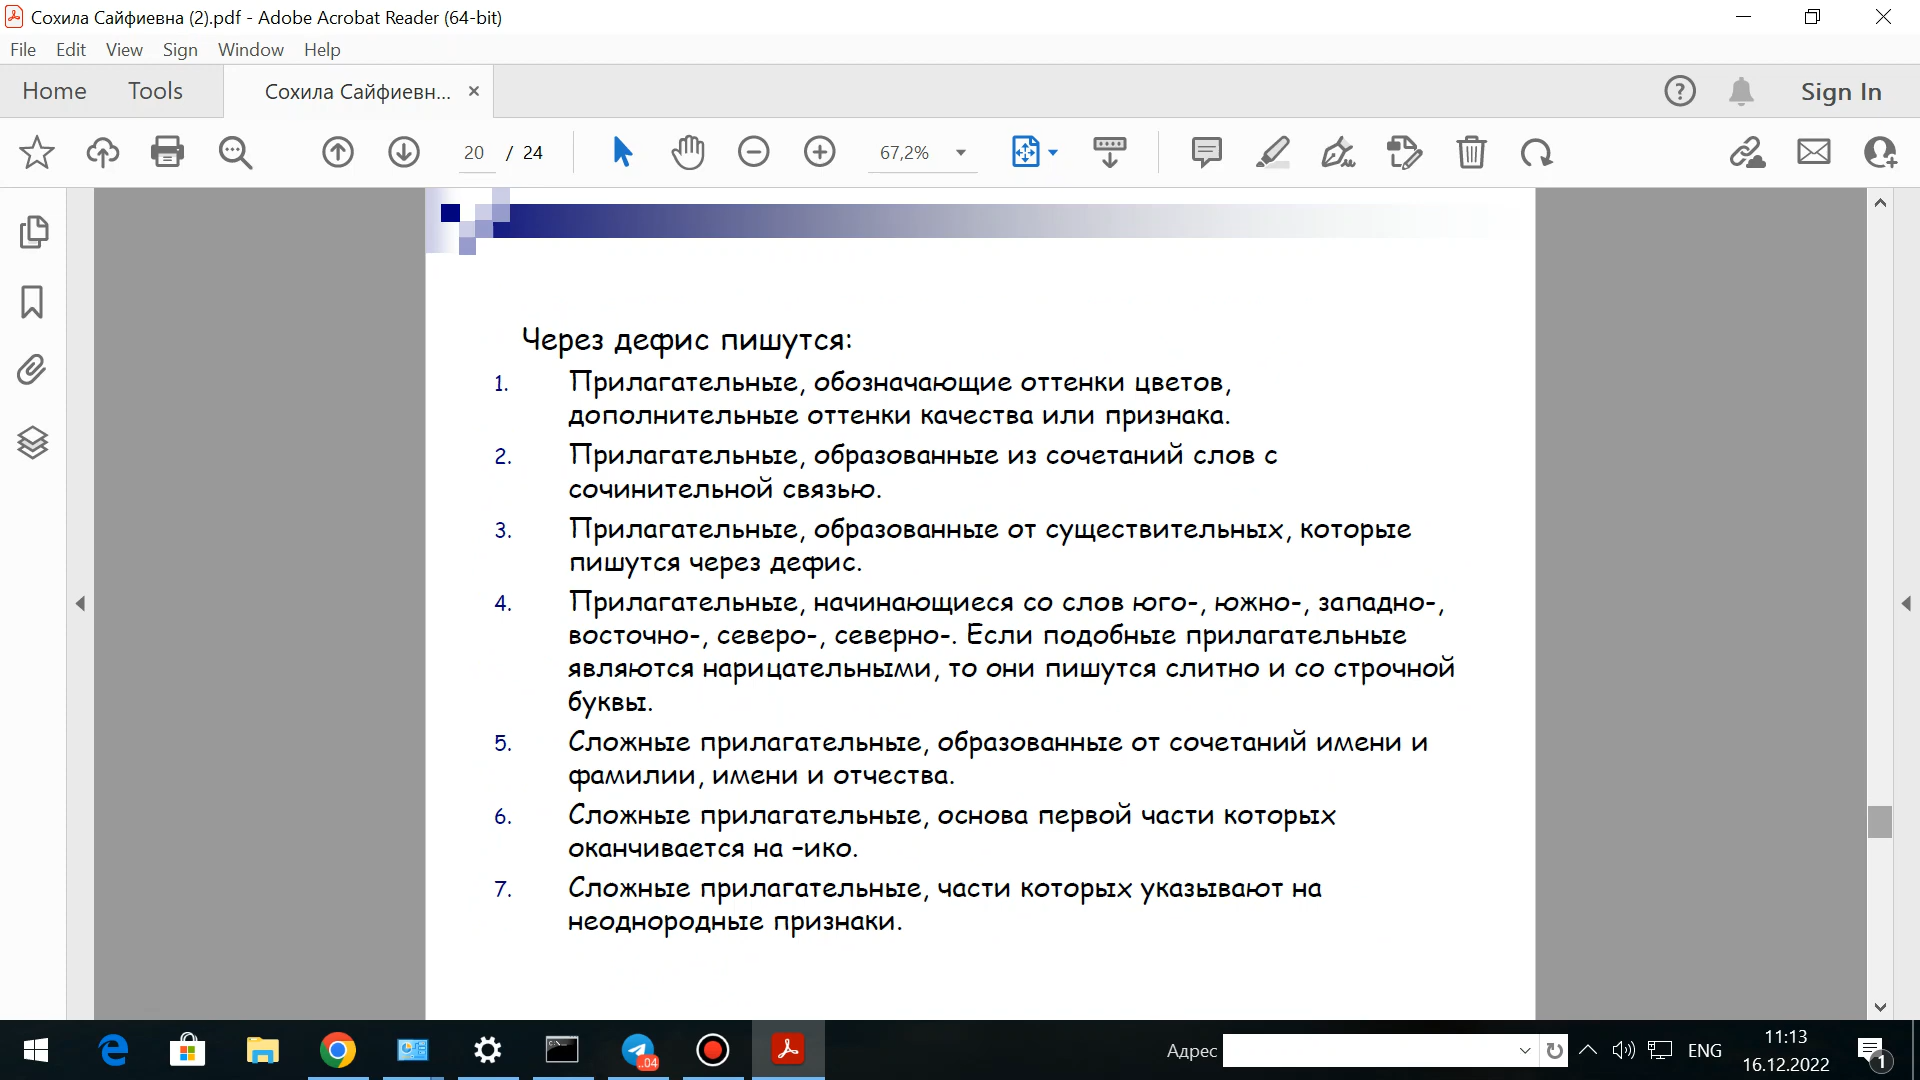 Сохила Сайфиевна (2).pdf - Adobe Acrobat Reader (64-bit)
File Edit View Sign Window Help
Home Tools Сохила Сайфиевн... × Sign In
20 / 24 67,2%
Через дефис пишутся:
1. Прилагательные, обозначающие оттенки цветов,
дополнительные оттенки качества или признака.
2. Прилагательные, образованные из сочетаний слов с
сочинительной связью.
3. Прилагательные, образованные от существительных, которые
пишутся через дефис.
4. Прилагательные, начинающиеся со слов юго-, южно-, западно-,
восточно-, северо-, северно-. Если подобные прилагательные
являются нарицательными, то они пишутся слитно и со строчной
буквы.
5. Сложные прилагательные, образованные от сочетаний имени и
фамилии, имени и отчества.
6. Сложные прилагательные, основа первой части которых
оканчивается на –ико.
7. Сложные прилагательные, части которых указывают на
неоднородные признаки.
..04
Адрес
ENG
11:13
16.12.2022
1